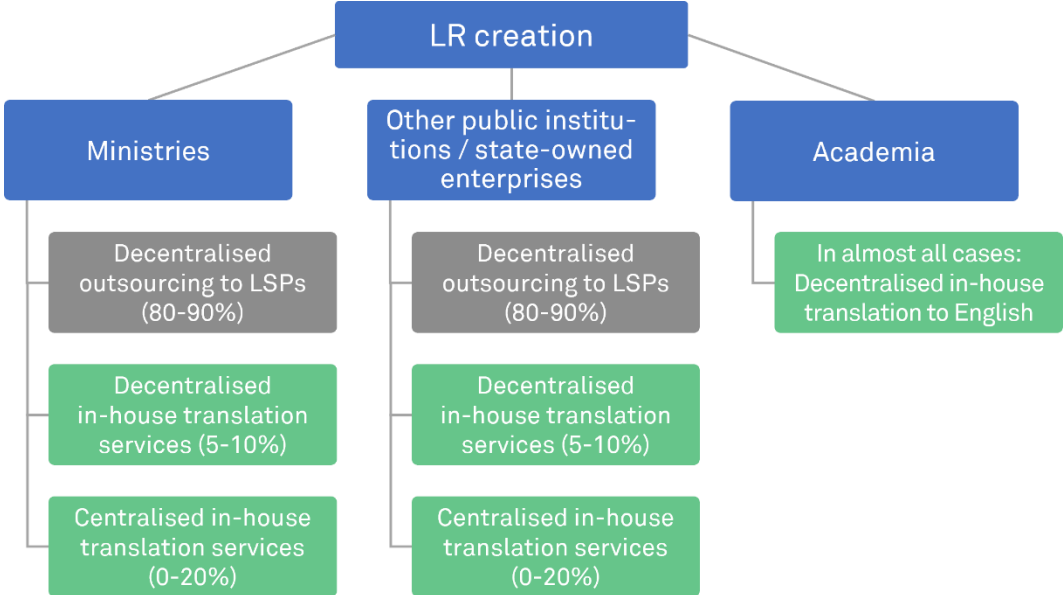 LR creation
Ministries
Other public institu-
tions / state-owned
enterprises
Academia
Decentralised
outsourcing to LSPs
(80-90%)
Decentralised
in-house translation
services (5-10%)
Centralised in-house
translation services
(0-20%)
Decentralised
outsourcing to LSPs
(80-90%)
Decentralised
in-house translation
services (5-10%)
Centralised in-house
translation services
(0-20%)
In almost all cases:
Decentralised in-house
translation to English